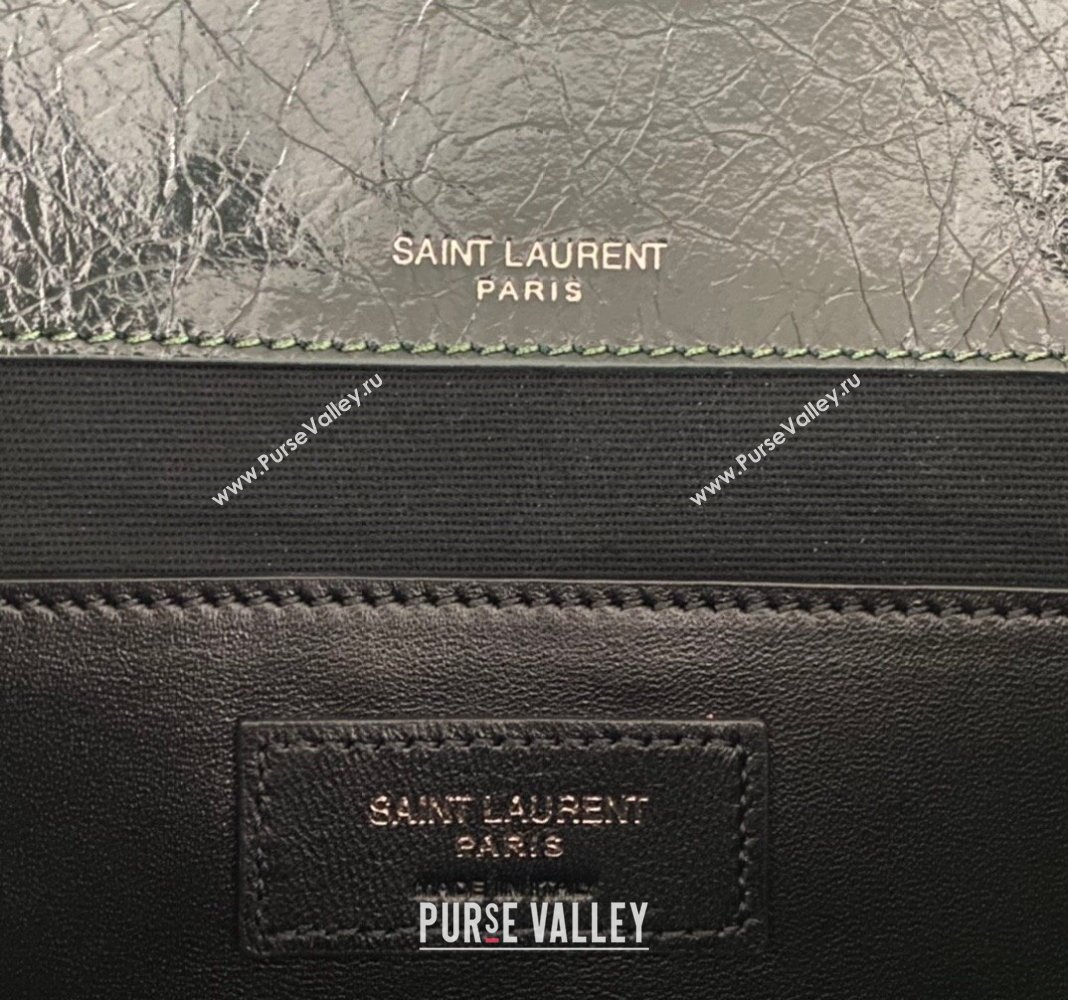 SAINT LAURENT
PARIS
www.PurseValley.ru
www.PurseValley.ru
SAINT LAURENT
PARIS
MADE IN ITALY
PURSE VALLEY